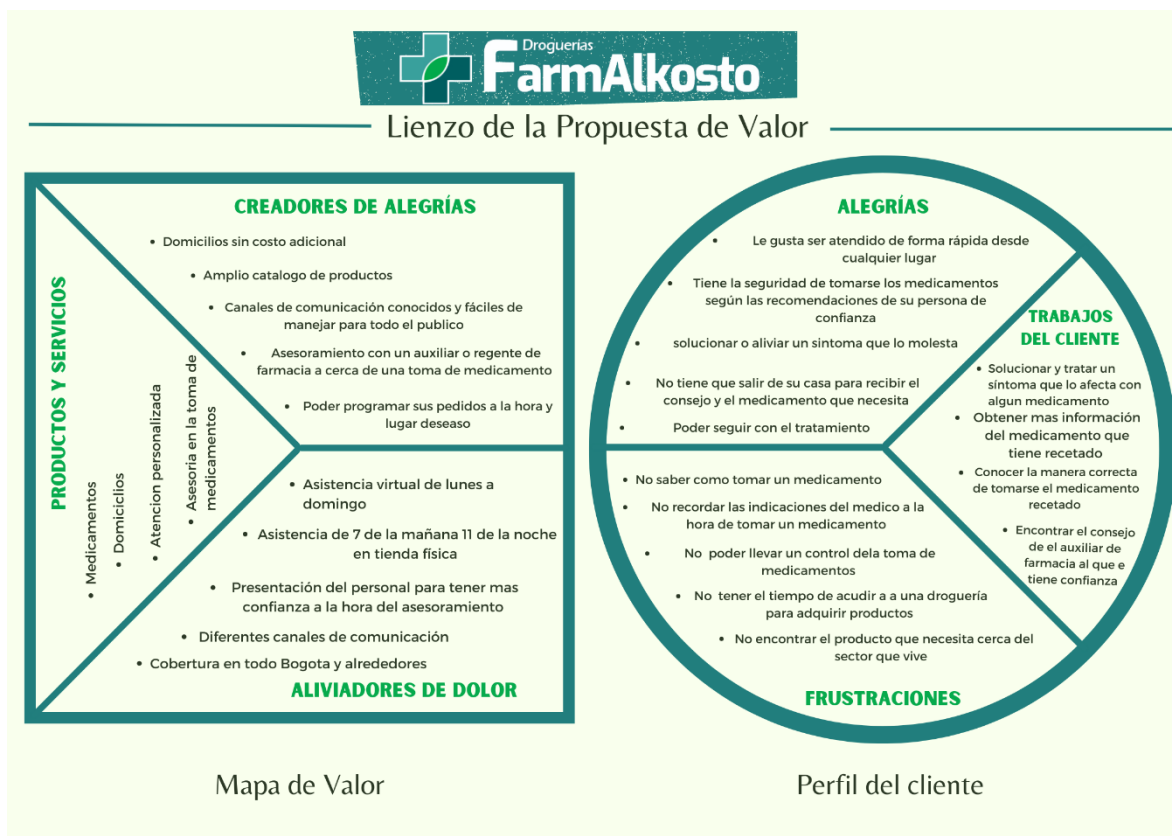 Droguerías
FarmAlkosto
Lienzo de la Propuesta de Valor
CREADORES DE ALEGRÍAS
• Domicilios sin costo adicional
• Amplio catalogo de productos
• Canales de comunicación conocidos y fáciles de
manejar para todo el publico
• Asesoramiento con un auxiliar o regente de
farmacia a cerca de una toma de medicamento
• Poder programar sus pedidos a la hora y
lugar deseaso
PRODUCTOS Y SERVICIOS
• Medicamentos
• Domiciclios
• Atencion personalizada
• Asesoria en la toma de
medicamentos
• Asistencia virtual de lunes a
domingo
• Asistencia de 7 de la mañana 11 de la noche
en tienda física
• Presentación del personal para tener mas
confianza a la hora del asesoramiento
• Diferentes canales de comunicación
• Cobertura en todo Bogota y alrededores
ALIVIADORES DE DOLOR
Mapa de Valor
ALEGRÍAS
• Le gusta ser atendido de forma rápida desde
cualquier lugar
• Tiene la seguridad de tomarse los medicamentos
según las recomendaciones de su persona de
confianza
• solucionar o aliviar un sintoma que lo molesta
• No tiene que salir de su casa para recibir el
consejo y el medicamento que necesita
• Poder seguir con el tratamiento
TRABAJOS
DEL CLIENTE
• Solucionar y tratar un
síntoma que lo afecta con
algun medicamento
• Obtener mas información
del medicamento que
tiene recetado
• Conocer la manera correcta
de tomarse el medicamento
recetado
• Encontrar el consejo
de el auxiliar de
farmacia al que e
tiene confianza
• No saber como tomar un medicamento
• No recordar las indicaciones del medico a la
hora de tomar un medicamento
• No poder llevar un control dela toma de
medicamentos
• No tener el tiempo de acudir a a una droguería
para adquirir productos
• No encontrar el producto que necesita cerca del
sector que vive
FRUSTRACIONES
Perfil del cliente